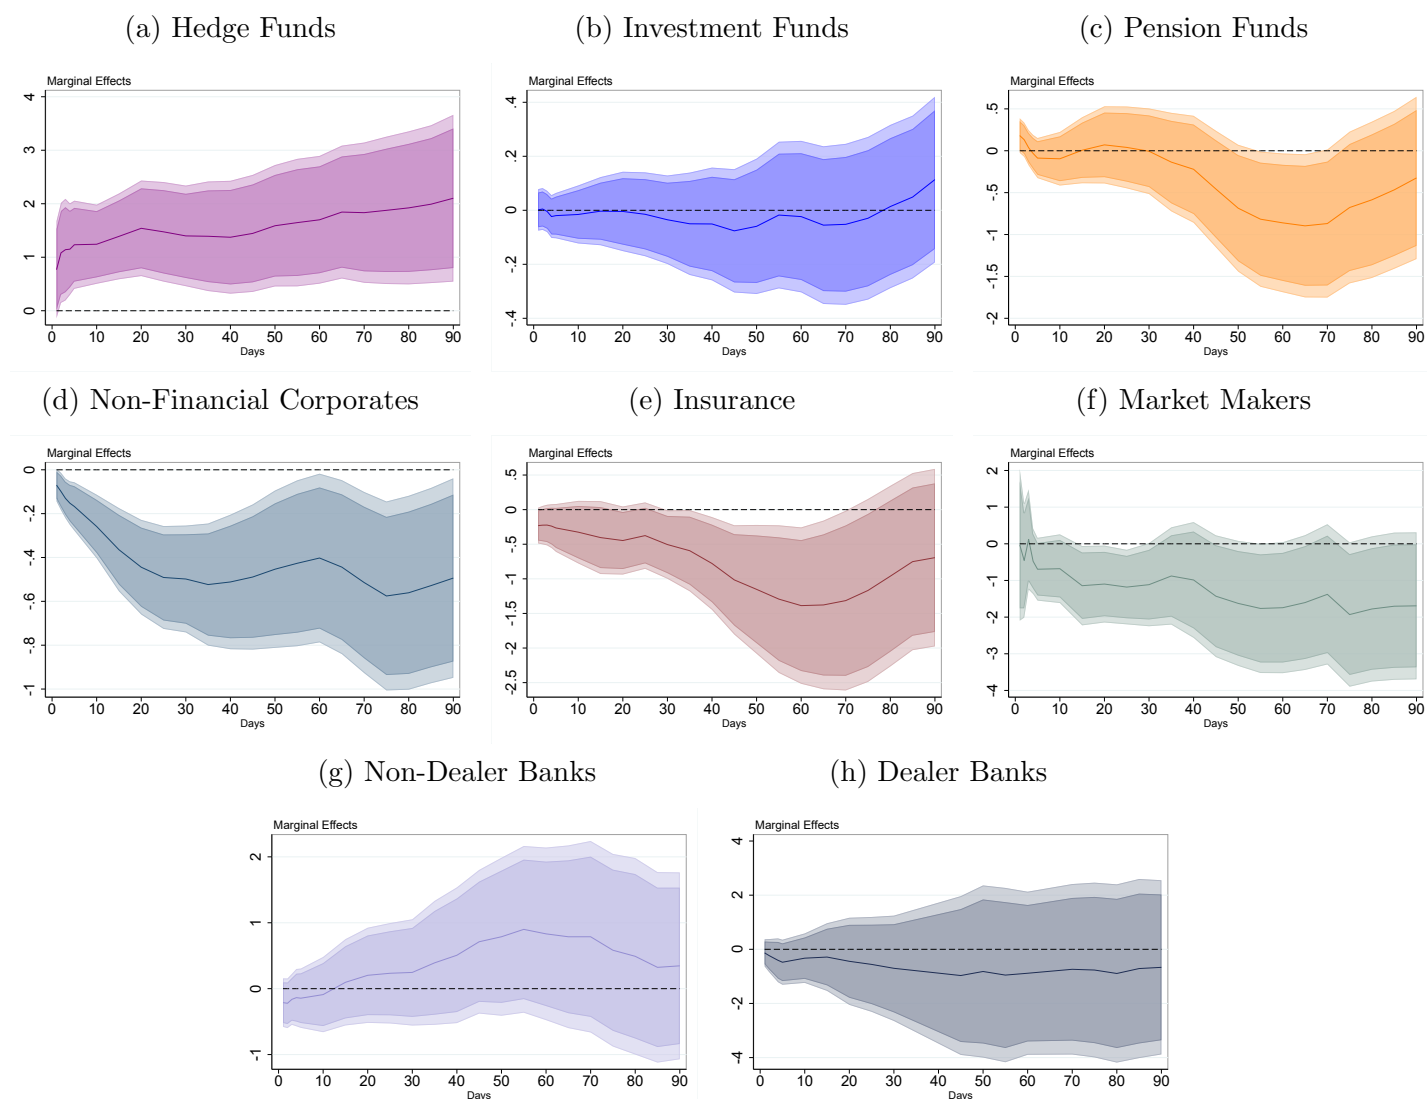 (a) Hedge Funds
(b) Investment Funds
(c) Pension Funds
Marginal Effects
4
3
2
1
0
0 10 20 30 40 50 60 70 80 90
Days
Marginal Effects
.4
.2
0
-.2
-.4
0 10 20 30 40 50 60 70 80 90
Days
Marginal Effects
.5
0
-.5
-1
-1.5
-2
0 10 20 30 40 50 60 70 80 90
Days
(d) Non-Financial Corporates
(e) Insurance
(f) Market Makers
Marginal Effects
0
-.2
-.4
-.6
-.8
-1
0 10 20 30 40 50 60 70 80 90
Days
Marginal Effects
.5
0
-.5
-1
-1.5
-2
-2.5
0 10 20 30 40 50 60 70 80 90
Days
Marginal Effects
2
1
0
-1
-2
-3
-4
0 10 20 30 40 50 60 70 80 90
Days
(g) Non-Dealer Banks
(h) Dealer Banks
Marginal Effects
2
1
0
-1
0 10 20 30 40 50 60 70 80 90
Days
Marginal Effects
4
2
0
-2
-4
0 10 20 30 40 50 60 70 80 90
Days